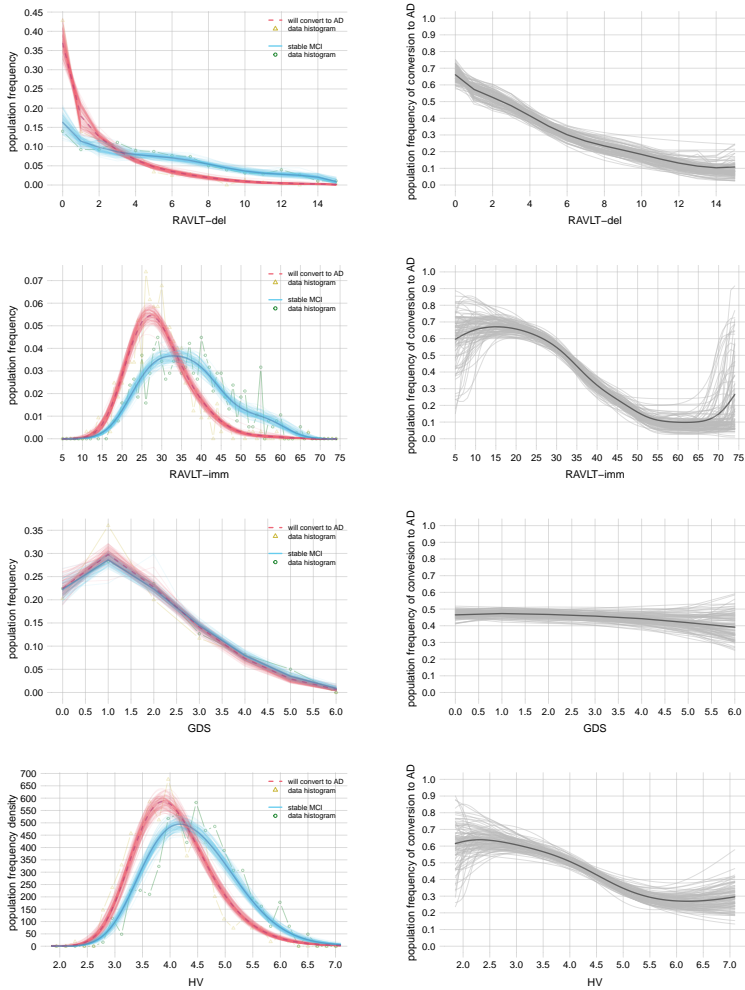 0.45
0.40
0.35
0.30
0.25
0.20
0.15
0.10
0.05
0.00
population frequency
will convert to AD
data histogram
stable MCI
data histogram
0 2 4 6 8 10 12 14
RAVLT−del
1.0
0.9
0.8
0.7
0.6
0.5
0.4
0.3
0.2
0.1
0.0
population frequency of conversion to AD
0 2 4 6 8 10 12 14
RAVLT−del
0.07
0.06
0.05
0.04
0.03
0.02
0.01
0.00
population frequency
will convert to AD
data histogram
stable MCI
data histogram
5 10 15 20 25 30 35 40 45 50 55 60 65 70 75
RAVLT−imm
1.0
0.9
0.8
0.7
0.6
0.5
0.4
0.3
0.2
0.1
0.0
population frequency of conversion to AD
5 10 15 20 25 30 35 40 45 50 55 60 65 70 75
RAVLT−imm
0.35
0.30
0.25
0.20
0.15
0.10
0.05
0.00
population frequency
will convert to AD
data histogram
stable MCI
data histogram
0.0 0.5 1.0 1.5 2.0 2.5 3.0 3.5 4.0 4.5 5.0 5.5 6.0
GDS
1.0
0.9
0.8
0.7
0.6
0.5
0.4
0.3
0.2
0.1
0.0
population frequency of conversion to AD
0.0 0.5 1.0 1.5 2.0 2.5 3.0 3.5 4.0 4.5 5.0 5.5 6.0
GDS
700
650
600
550
500
450
400
350
300
250
200
150
100
50
0
population frequency density
will convert to AD
data histogram
stable MCI
data histogram
2.0 2.5 3.0 3.5 4.0 4.5 5.0 5.5 6.0 6.5 7.0
HV
1.0
0.9
0.8
0.7
0.6
0.5
0.4
0.3
0.2
0.1
0.0
population frequency of conversion to AD
2.0 2.5 3.0 3.5 4.0 4.5 5.0 5.5 6.0 6.5 7.0
HV